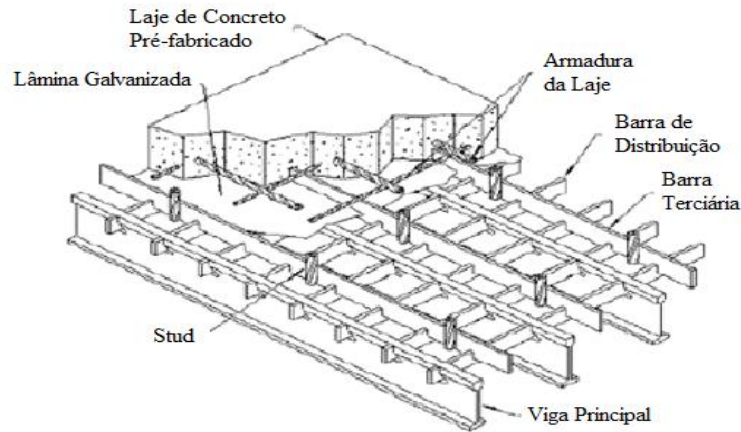 Laje de Concreto
Pré-fabricado
Lâmina Galvanizada
Armadura
da Laje
Barra de
Distribuição
Barra
Terciária
Stud
Viga Principal